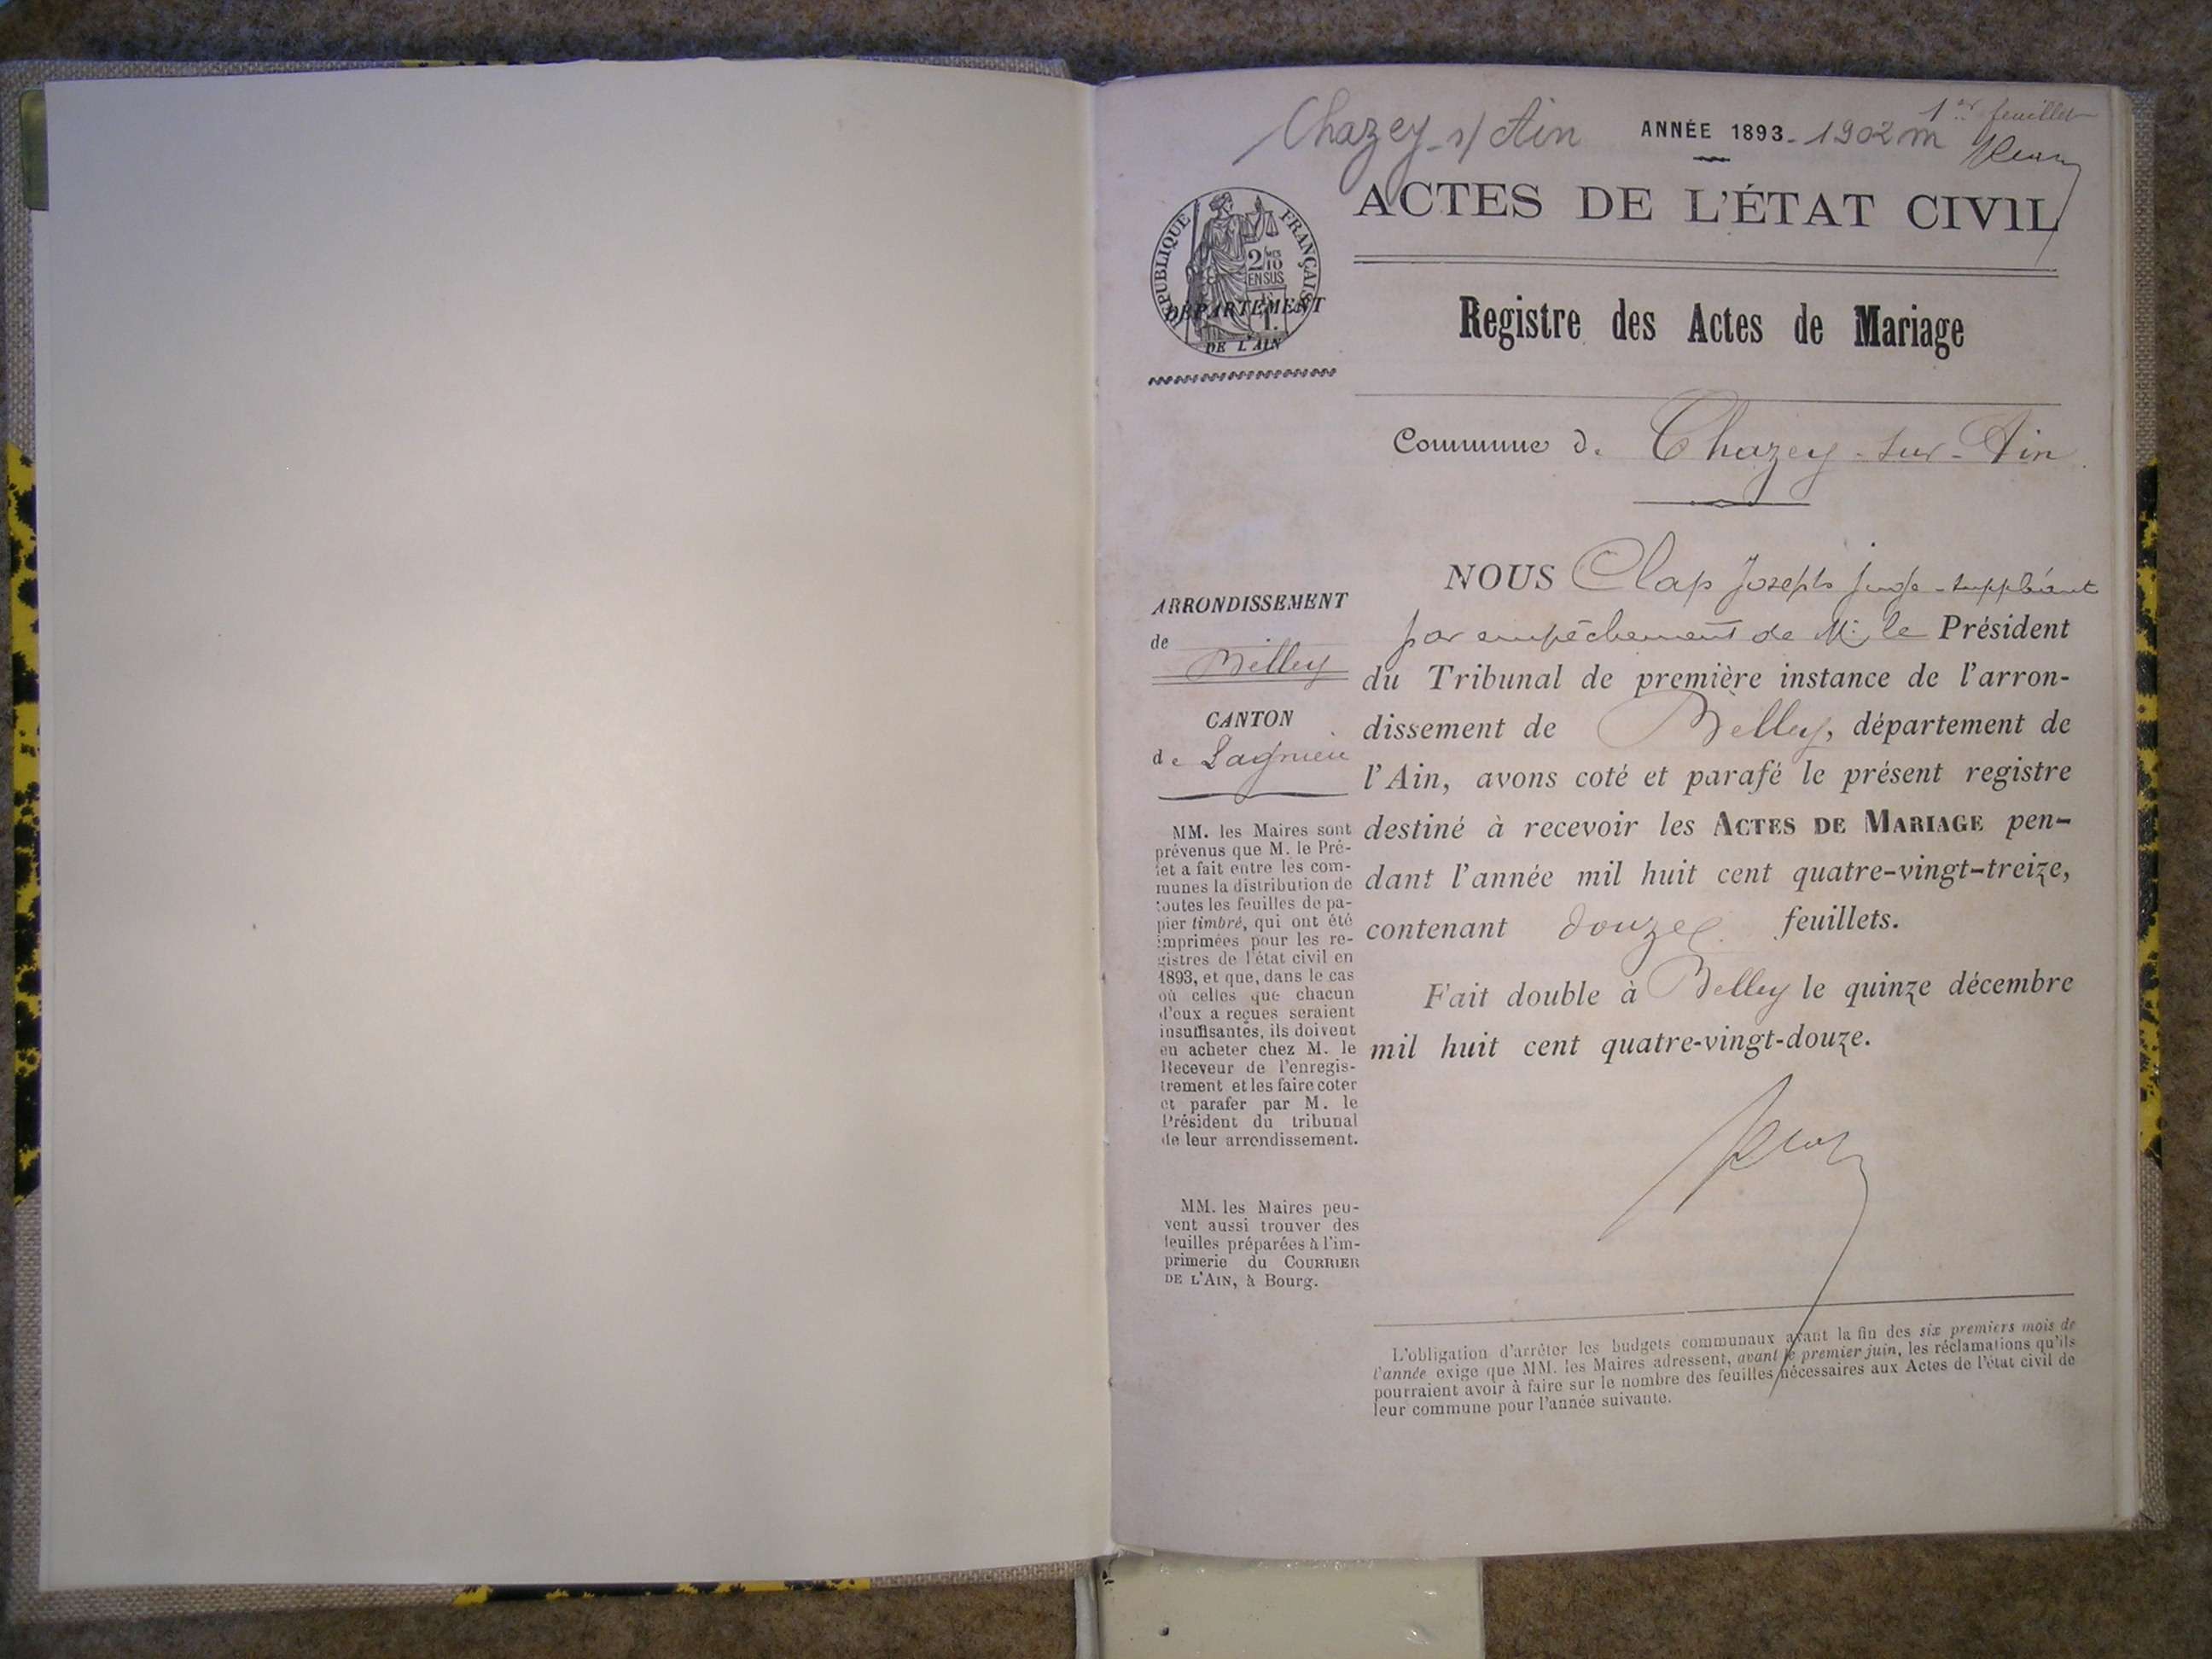 1er feuillet
Chazey-s/Ain ANNÉE 1893-1902 m
ACTES DE L'ÉTAT CIVIL
RÉPUBLIQUE FRANÇAISE
2/10MES
EN SUS
DÉPARTEMENT
DE L'AIN
Registre des Actes de Mariage
Commune de Chazey-sur-Ain
ARRONDISSEMENT
de
Belley
CANTON
de Lagnieu
MM. les Maires sont
prévenus que M. le Pré-
fet a fait entre les com-
munes la distribution de
toutes les feuilles de pa-
pier timbré, qui ont été
imprimées pour les re-
gistres de l'état civil en
1893, et que, dans le cas
où celles que chacun
d'eux a reçues seraient
insuffisantes, ils doivent
en acheter chez M. le
Receveur de l'enregis-
trement et les faire coter
et parafer par M. le
Président du tribunal
de leur arrondissement.
MM. les Maires peu-
vent aussi trouver des
feuilles préparées à l'im-
primerie du COURRIER
DE L'AIN, à Bourg.
NOUS Clap Joseph juge-suppléant
par empêchement de M. le Président
du Tribunal de première instance de l'arron-
dissement de Belley, département de
l'Ain, avons coté et parafé le présent registre
destiné à recevoir les ACTES DE MARIAGE pen-
dant l'année mil huit cent quatre-vingt-treize,
contenant douze feuillets.
Fait double à Belley le quinze décembre
mil huit cent quatre-vingt-douze.
L'obligation d'arrêter les budgets communaux avant la fin des six premiers mois de
l'année exige que MM. les Maires adressent, avant le premier juin, les réclamations qu'ils
pourraient avoir à faire sur le nombre des feuilles nécessaires aux Actes de l'état civil de
leur commune pour l'année suivante.